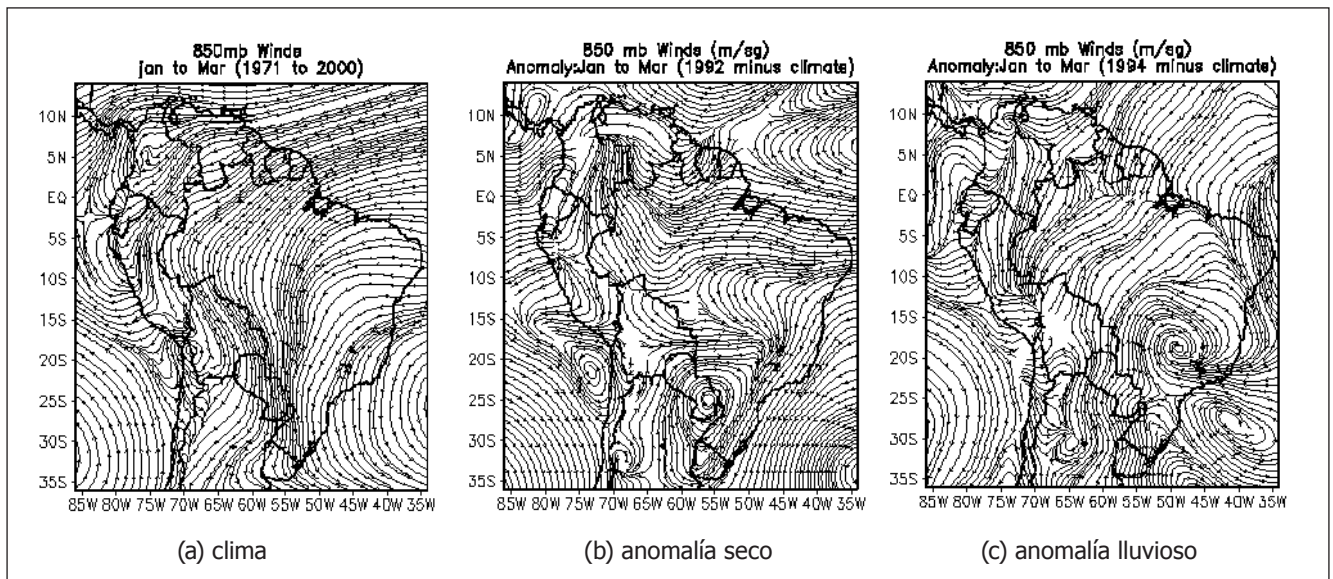 850mb Winds
Jan to Mar (1971 to 2000)
10N
5N
EQ
5S
10S
15S
20S
25S
30S
35S
85W 80W 75W 70W 65W 60W 55W 50W 45W 40W 35W
(a) clima
850 mb Winds (m/sg)
Anomaly:Jan to Mar (1992 minus climate)
10N
5N
EQ
5S
10S
15S
20S
25S
30S
35S
85W 80W 75W 70W 65W 60W 55W 50W 45W 40W 35W
(b) anomalía seco
850 mb Winds (m/sg)
Anomaly:Jan to Mar (1994 minus climate)
10N
5N
EQ
5S
10S
15S
20S
25S
30S
35S
85W 80W 75W 70W 65W 60W 55W 50W 45W 40W 35W
(c) anomalía lluvioso